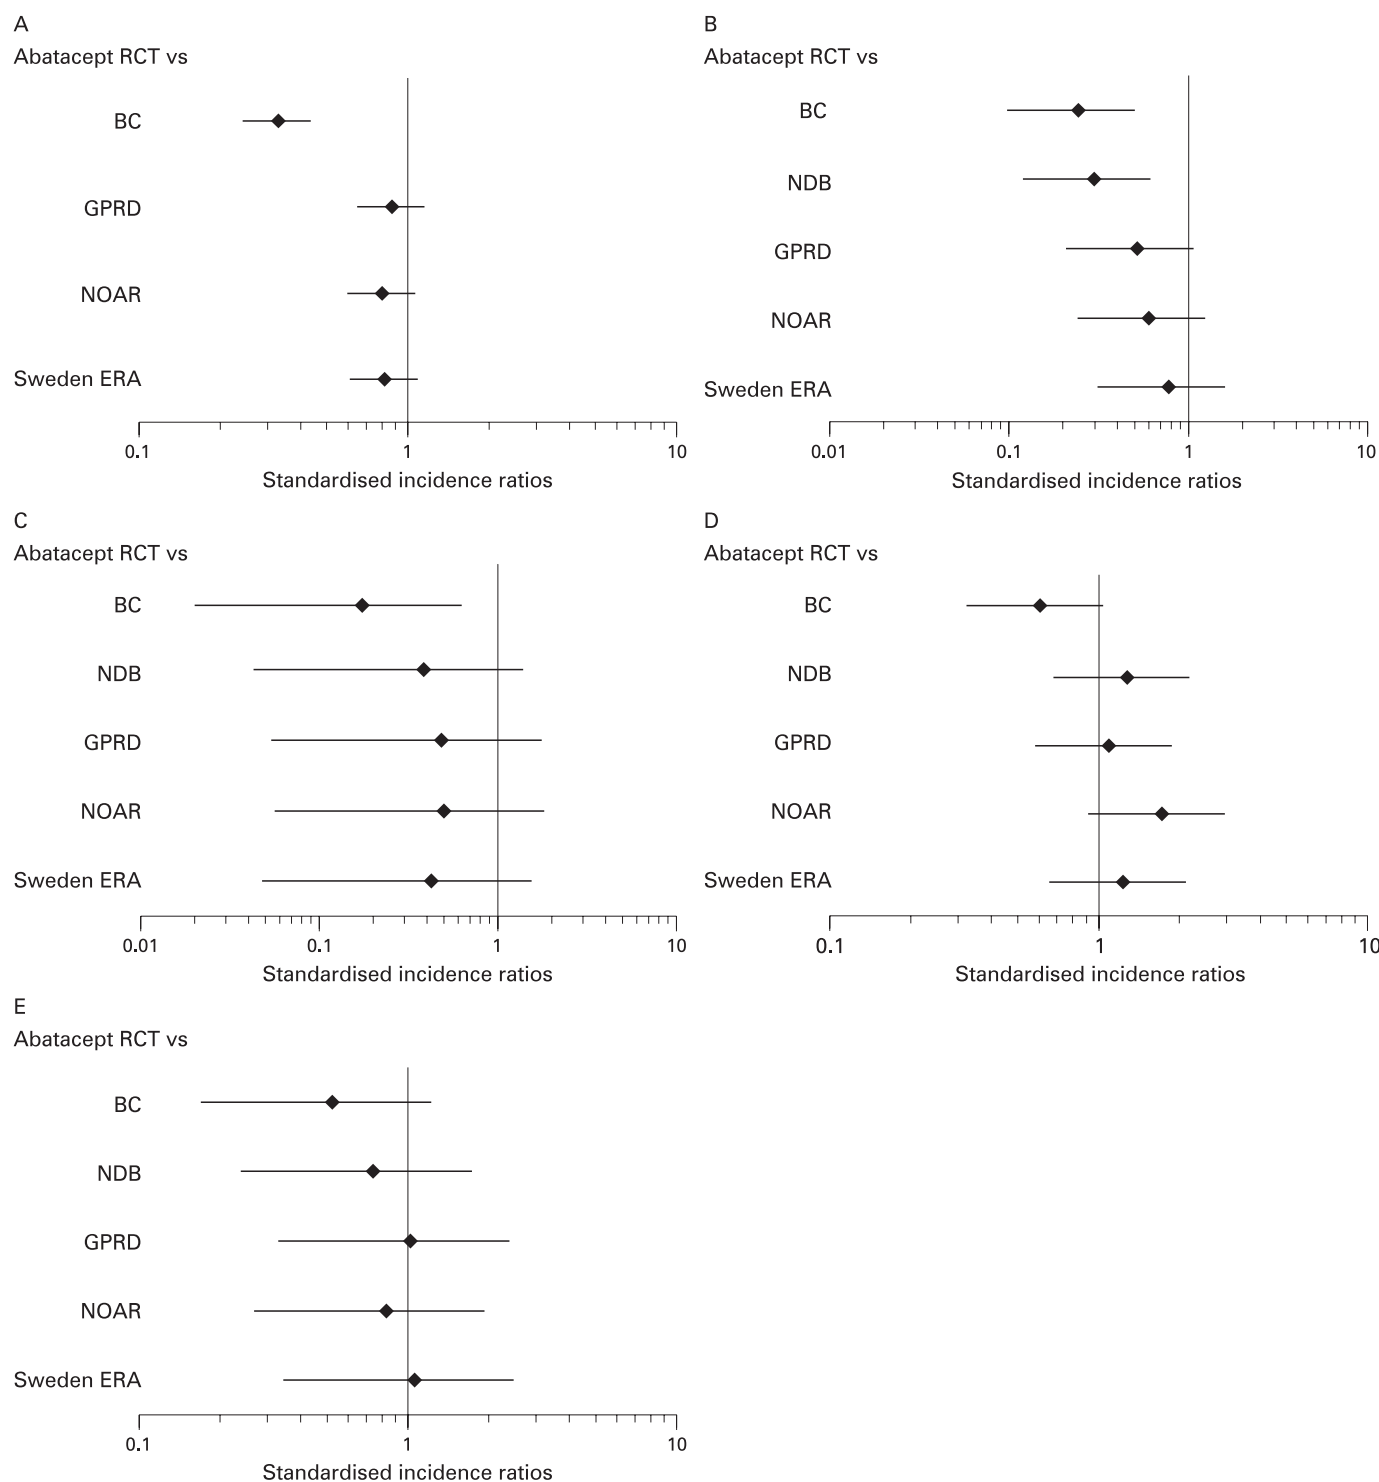 A
Abatacept RCT vs
BC
GPRD
NOAR
Sweden ERA
0.1 1 10
Standardised incidence ratios
B
Abatacept RCT vs
BC
NDB
GPRD
NOAR
Sweden ERA
0.01 0.1 1 10
Standardised incidence ratios
C
Abatacept RCT vs
BC
NDB
GPRD
NOAR
Sweden ERA
0.01 0.1 1 10
Standardised incidence ratios
D
Abatacept RCT vs
BC
NDB
GPRD
NOAR
Sweden ERA
0.1 1 10
Standardised incidence ratios
E
Abatacept RCT vs
BC
NDB
GPRD
NOAR
Sweden ERA
0.1 1 10
Standardised incidence ratios